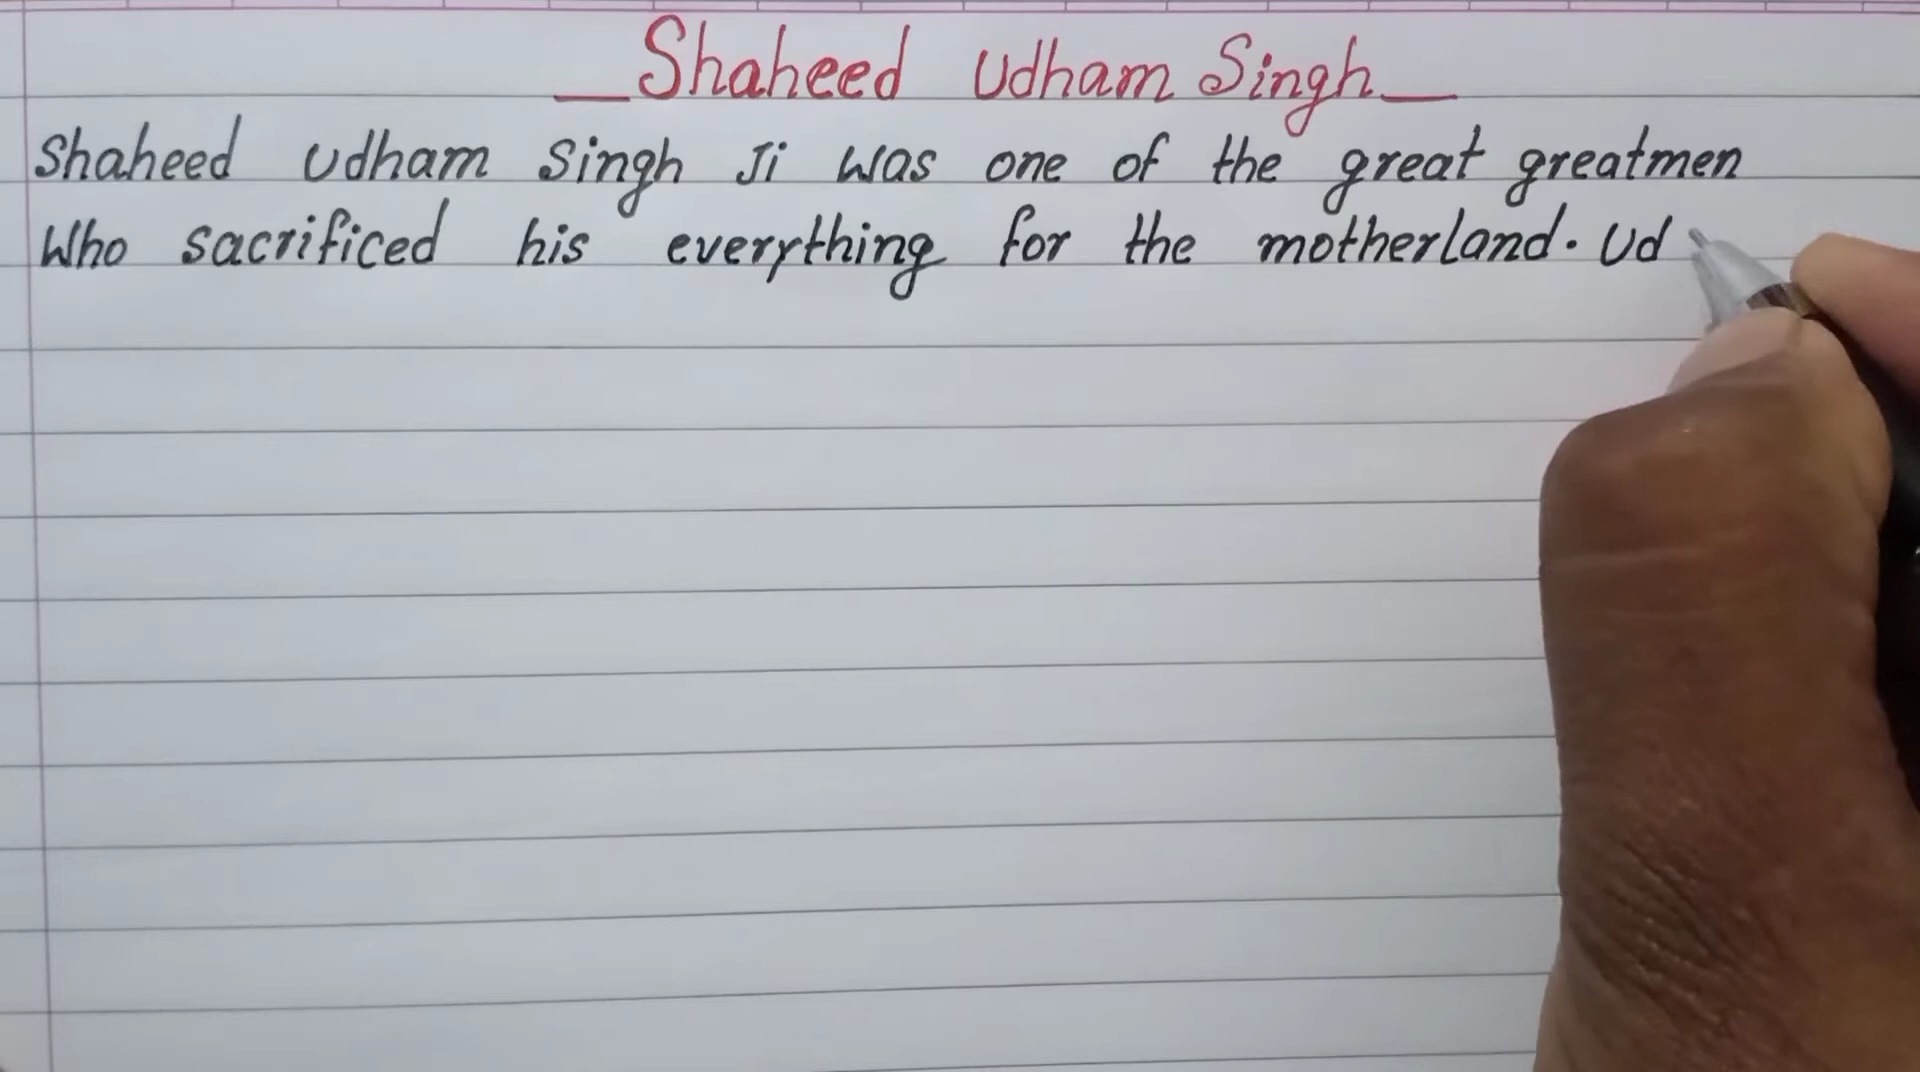 Shaheed Udham Singh
Shaheed Udham Singh Ji was one of the great greatmen
Who sacrificed his everything for the motherland. Ud